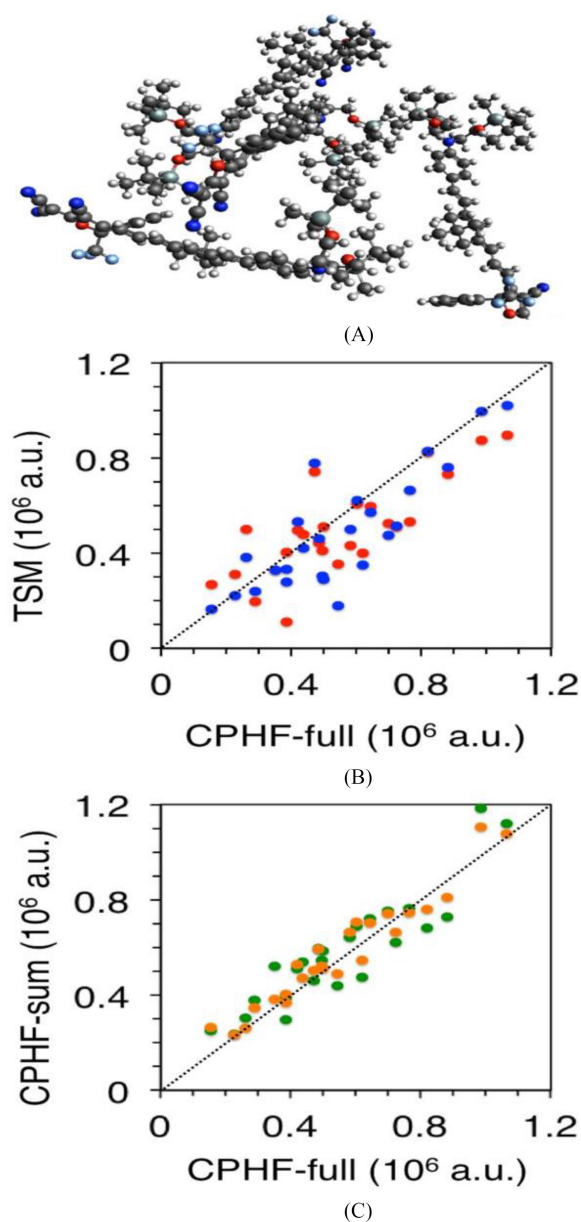 (A)
1.2
0.8
0.4
0
TSM (10⁶ a.u.)
0 0.4 0.8 1.2
CPHF-full (10⁶ a.u.)
(B)
1.2
0.8
0.4
0
CPHF-sum (10⁶ a.u.)
0 0.4 0.8 1.2
CPHF-full (10⁶ a.u.)
(C)